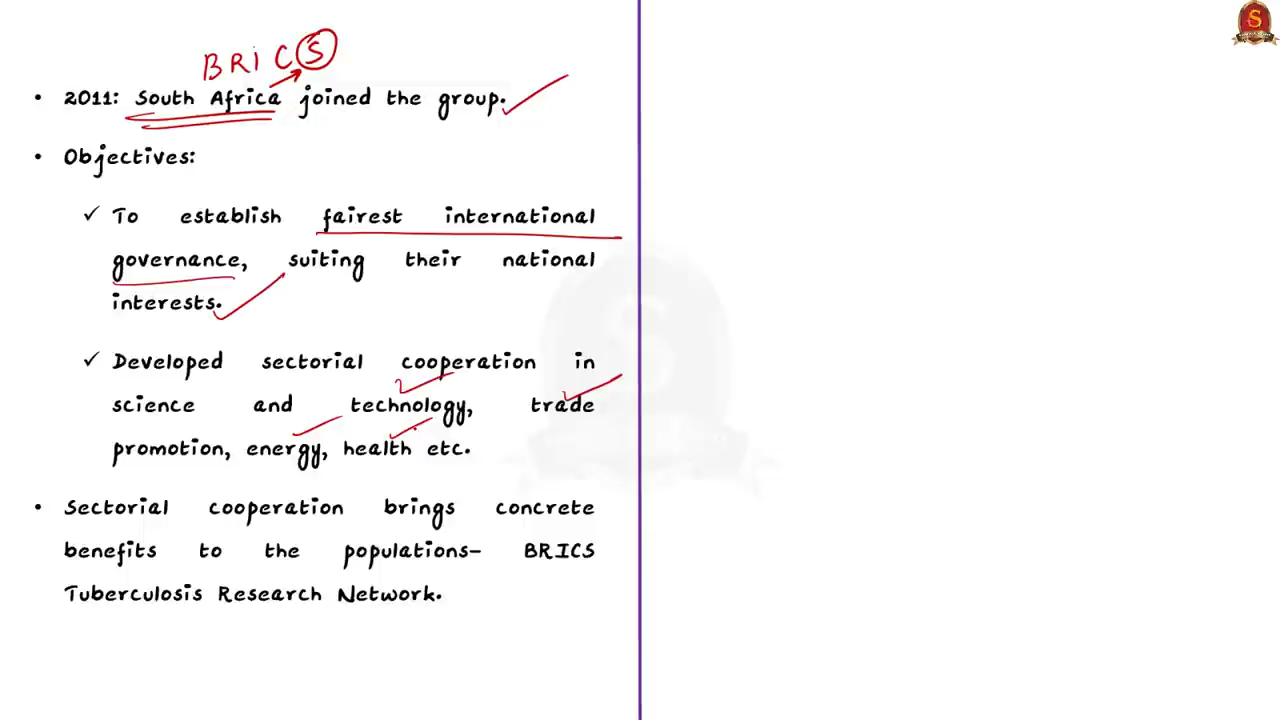 BRICS
• 2011: South Africa joined the group.
• Objectives:
✓ To establish fairest international
governance, suiting their national
interests.
✓ Developed sectorial cooperation in
science and technology, trade
promotion, energy, health etc.
• Sectorial cooperation brings concrete
benefits to the populations- BRICS
Tuberculosis Research Network.
S